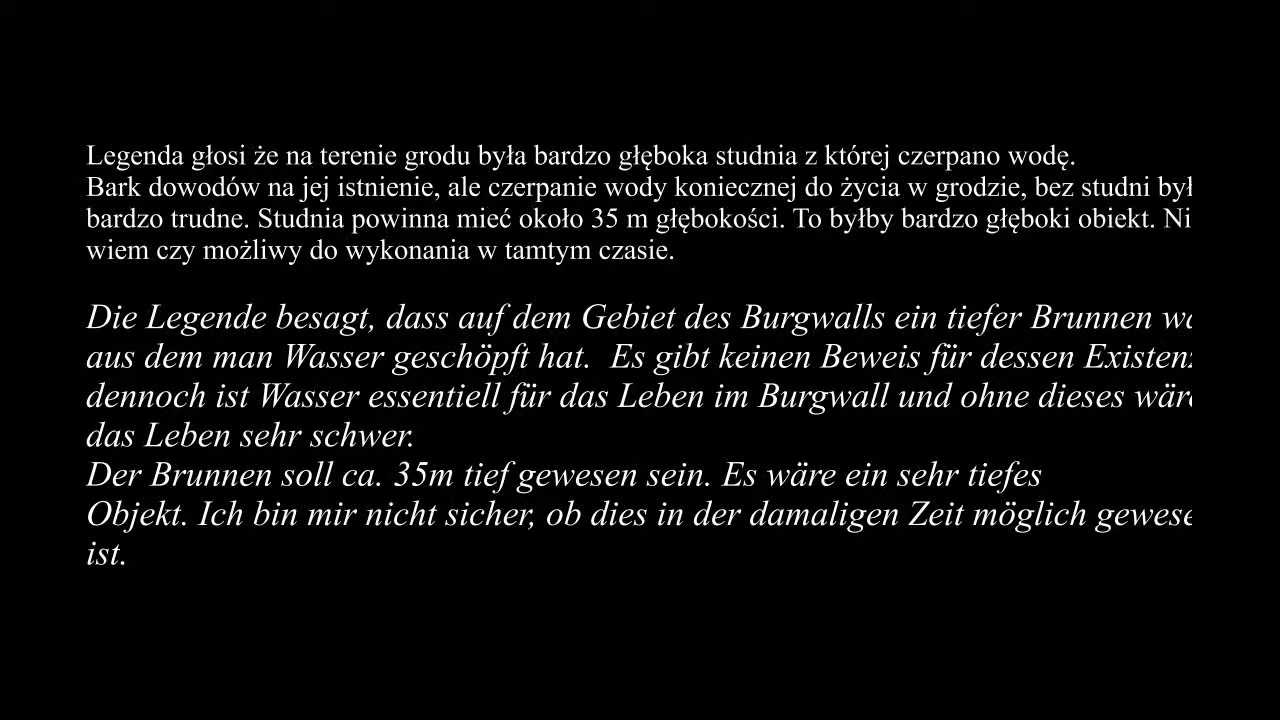 Legenda głosi że na terenie grodu była bardzo głęboka studnia z której czerpano wodę.
Bark dowodów na jej istnienie, ale czerpanie wody koniecznej do życia w grodzie, bez studni był
bardzo trudne. Studnia powinna mieć około 35 m głębokości. To byłby bardzo głęboki obiekt. Ni
wiem czy możliwy do wykonania w tamtym czasie.
Die Legende besagt, dass auf dem Gebiet des Burgwalls ein tiefer Brunnen wa
aus dem man Wasser geschöpft hat. Es gibt keinen Beweis für dessen Existenz
dennoch ist Wasser essentiell für das Leben im Burgwall und ohne dieses wäre
das Leben sehr schwer.
Der Brunnen soll ca. 35m tief gewesen sein. Es wäre ein sehr tiefes
Objekt. Ich bin mir nicht sicher, ob dies in der damaligen Zeit möglich gewese
ist.